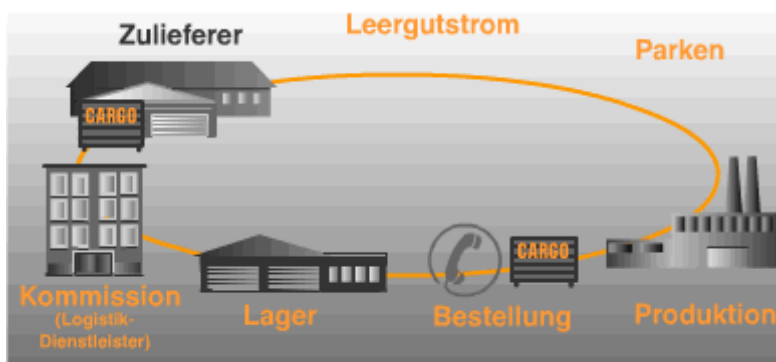 Zulieferer
Leergutstrom
Parken
CARGO
CARGO
Kommission
(Logistik-
Dienstleister)
Lager
Bestellung
Produktion